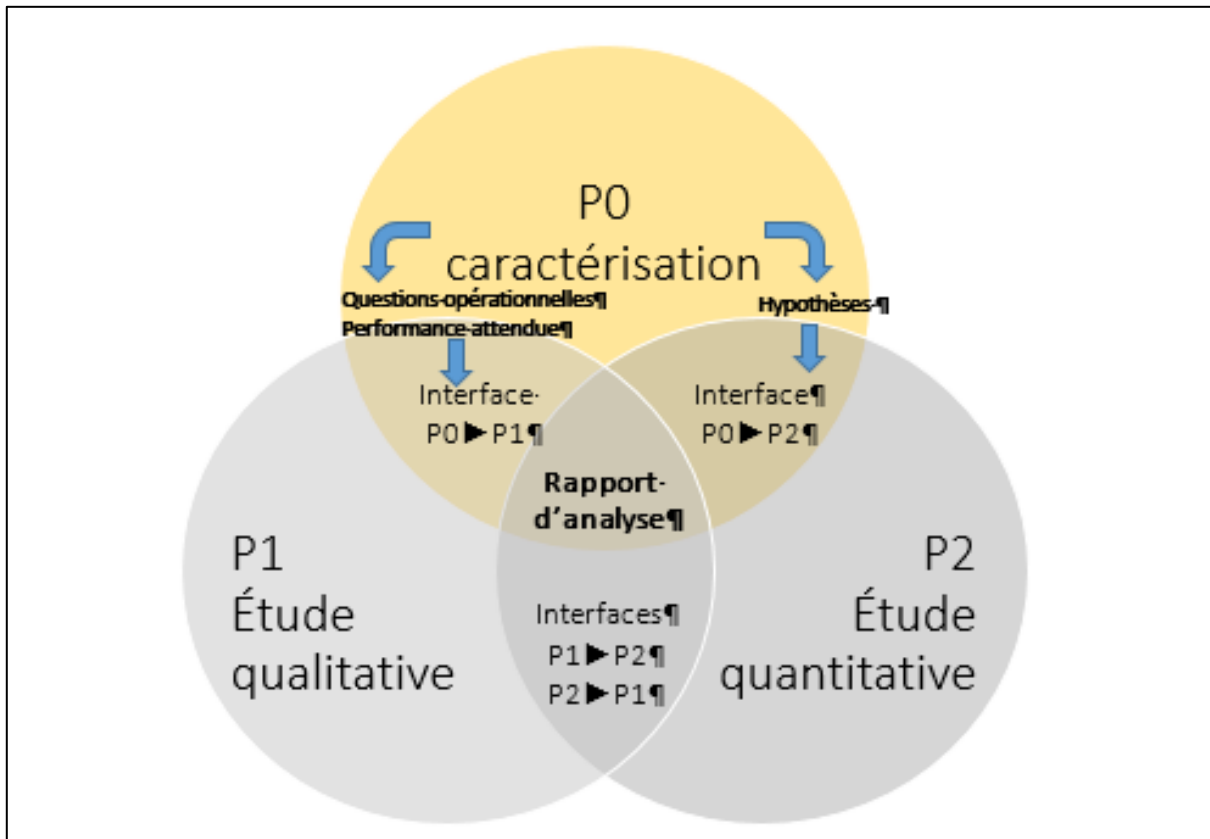 P0
caractérisation
Questions·opérationnelles¶
Performance·attendue¶
Hypothèses·¶
Interface·
P0►P1¶
Interface¶
P0►P2¶
Rapport·
d’analyse¶
P1
Étude
qualitative
Interfaces¶
P1►P2¶
P2►P1¶
P2
Étude
quantitative